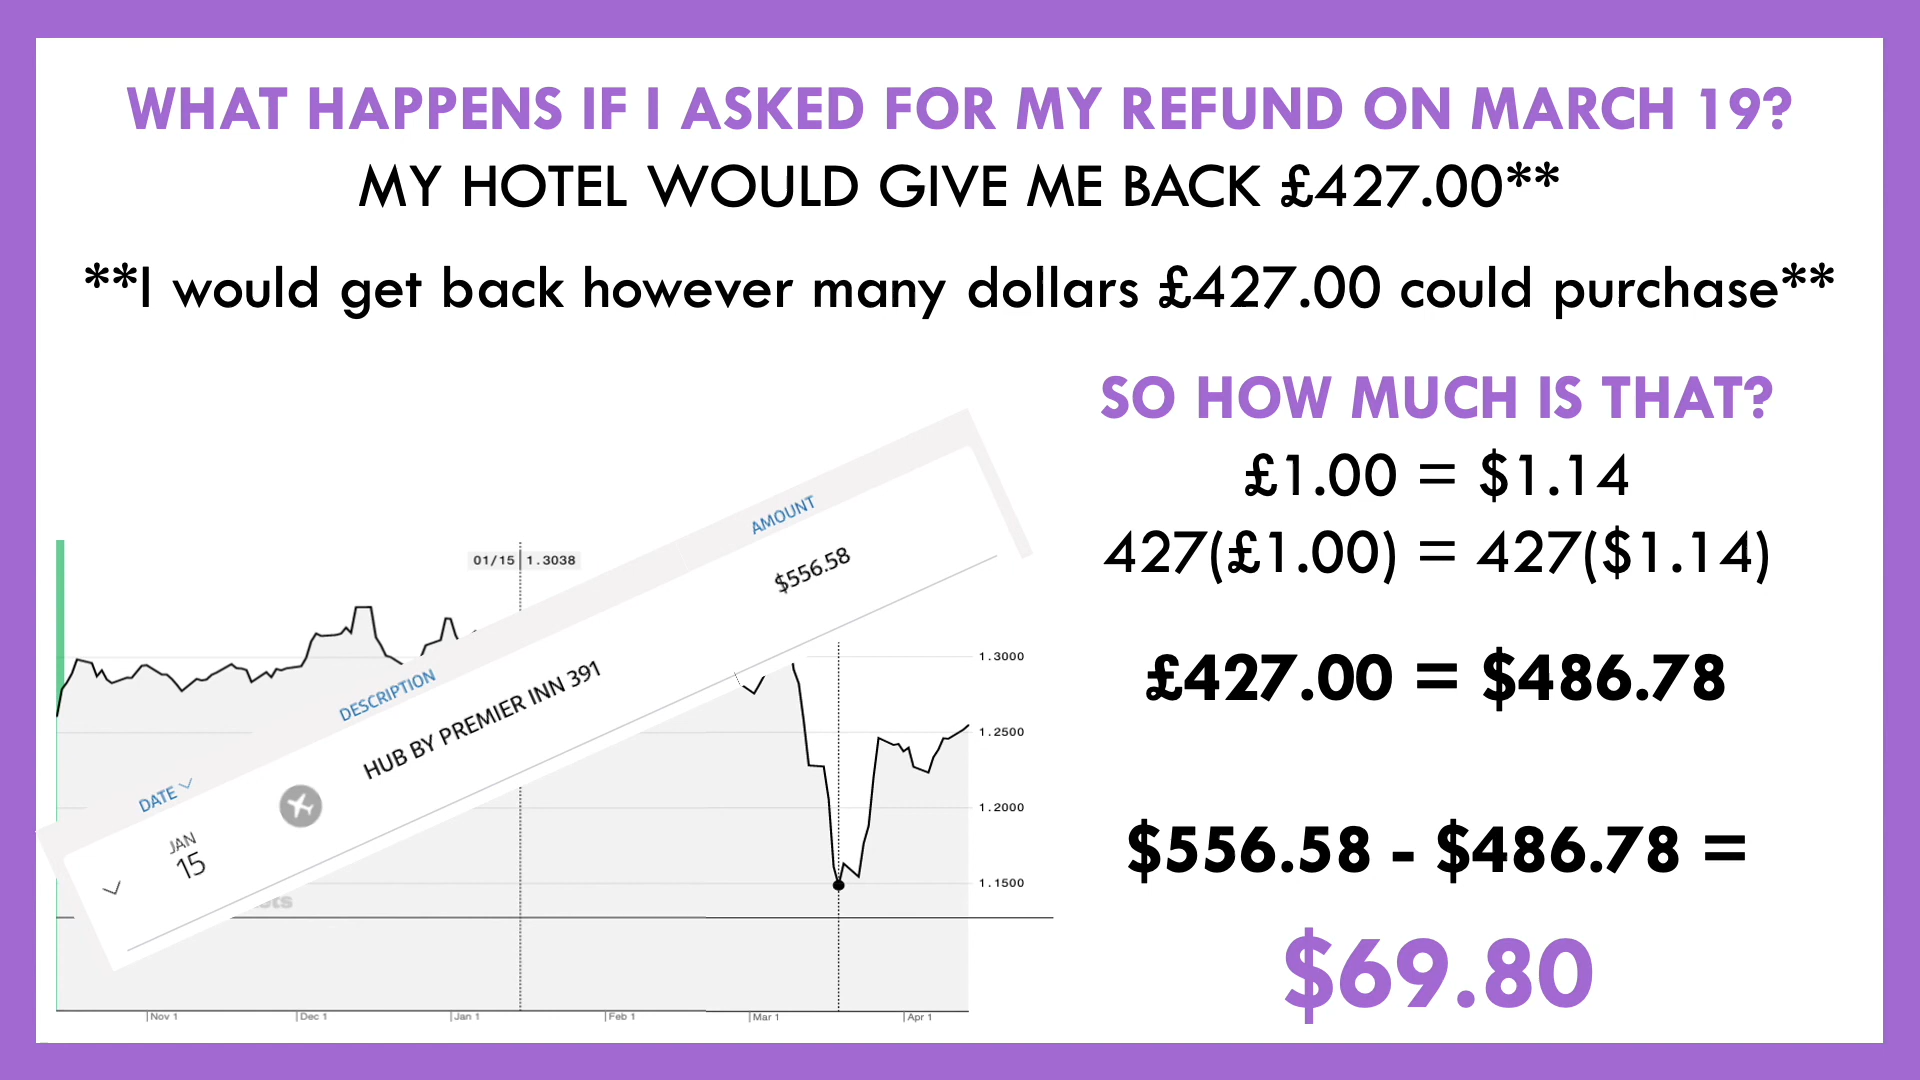 WHAT HAPPENS IF I ASKED FOR MY REFUND ON MARCH 19?
MY HOTEL WOULD GIVE ME BACK £427.00**
**I would get back however many dollars £427.00 could purchase**
SO HOW MUCH IS THAT?
£1.00 = $1.14
427(£1.00) = 427($1.14)
£427.00 = $486.78
$556.58 - $486.78 =
$69.80
01/15 1.3038
DATE DESCRIPTION AMOUNT
JAN
15 HUB BY PREMIER INN 391 $556.58
1.3000
1.2500
1.2000
1.1500
Nov 1 Dec 1 Jan 1 Feb 1 Mar 1 Apr 1